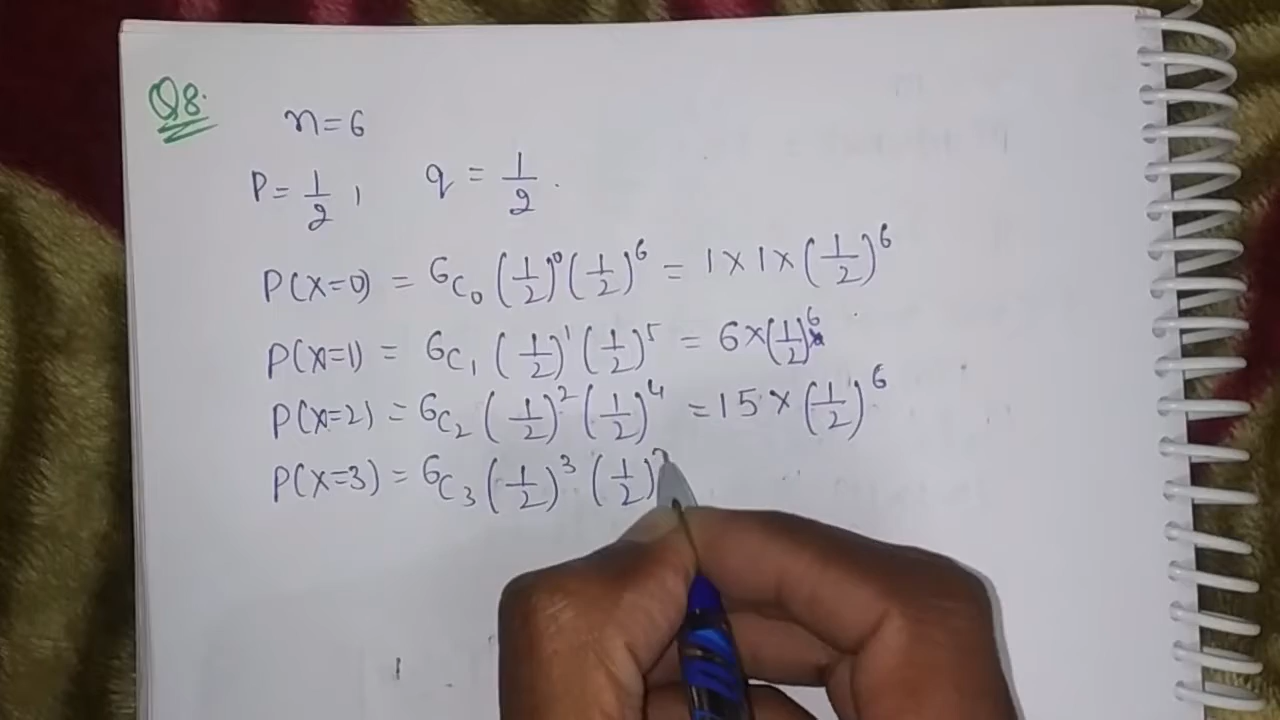 Q8.
n=6
P= 1/2 , q = 1/2 .
P(X=0) = 6C₀ (1/2)⁰ (1/2)⁶ = 1×1×(1/2)⁶
P(X=1) = 6C₁ (1/2)¹ (1/2)⁵ = 6×(1/2)⁶
P(X=2) = 6C₂ (1/2)² (1/2)⁴ = 15×(1/2)⁶
P(X=3) = 6C₃ (1/2)³ (1/2)